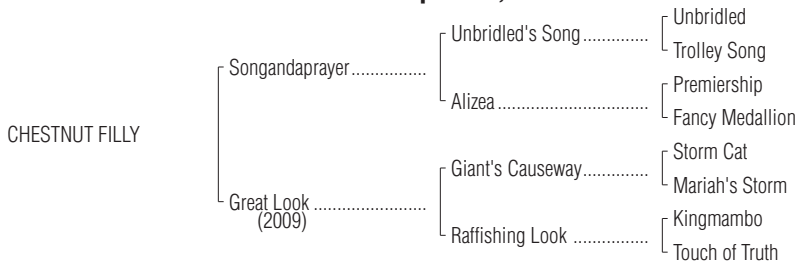 Unbridled
Unbridled's Song..............
Trolley Song
Songandaprayer................
Premiership
Alizea................................
Fancy Medallion
CHESTNUT FILLY
Storm Cat
Giant's Causeway..............
Mariah's Storm
Great Look........................
(2009)
Kingmambo
Raffishing Look ................
Touch of Truth